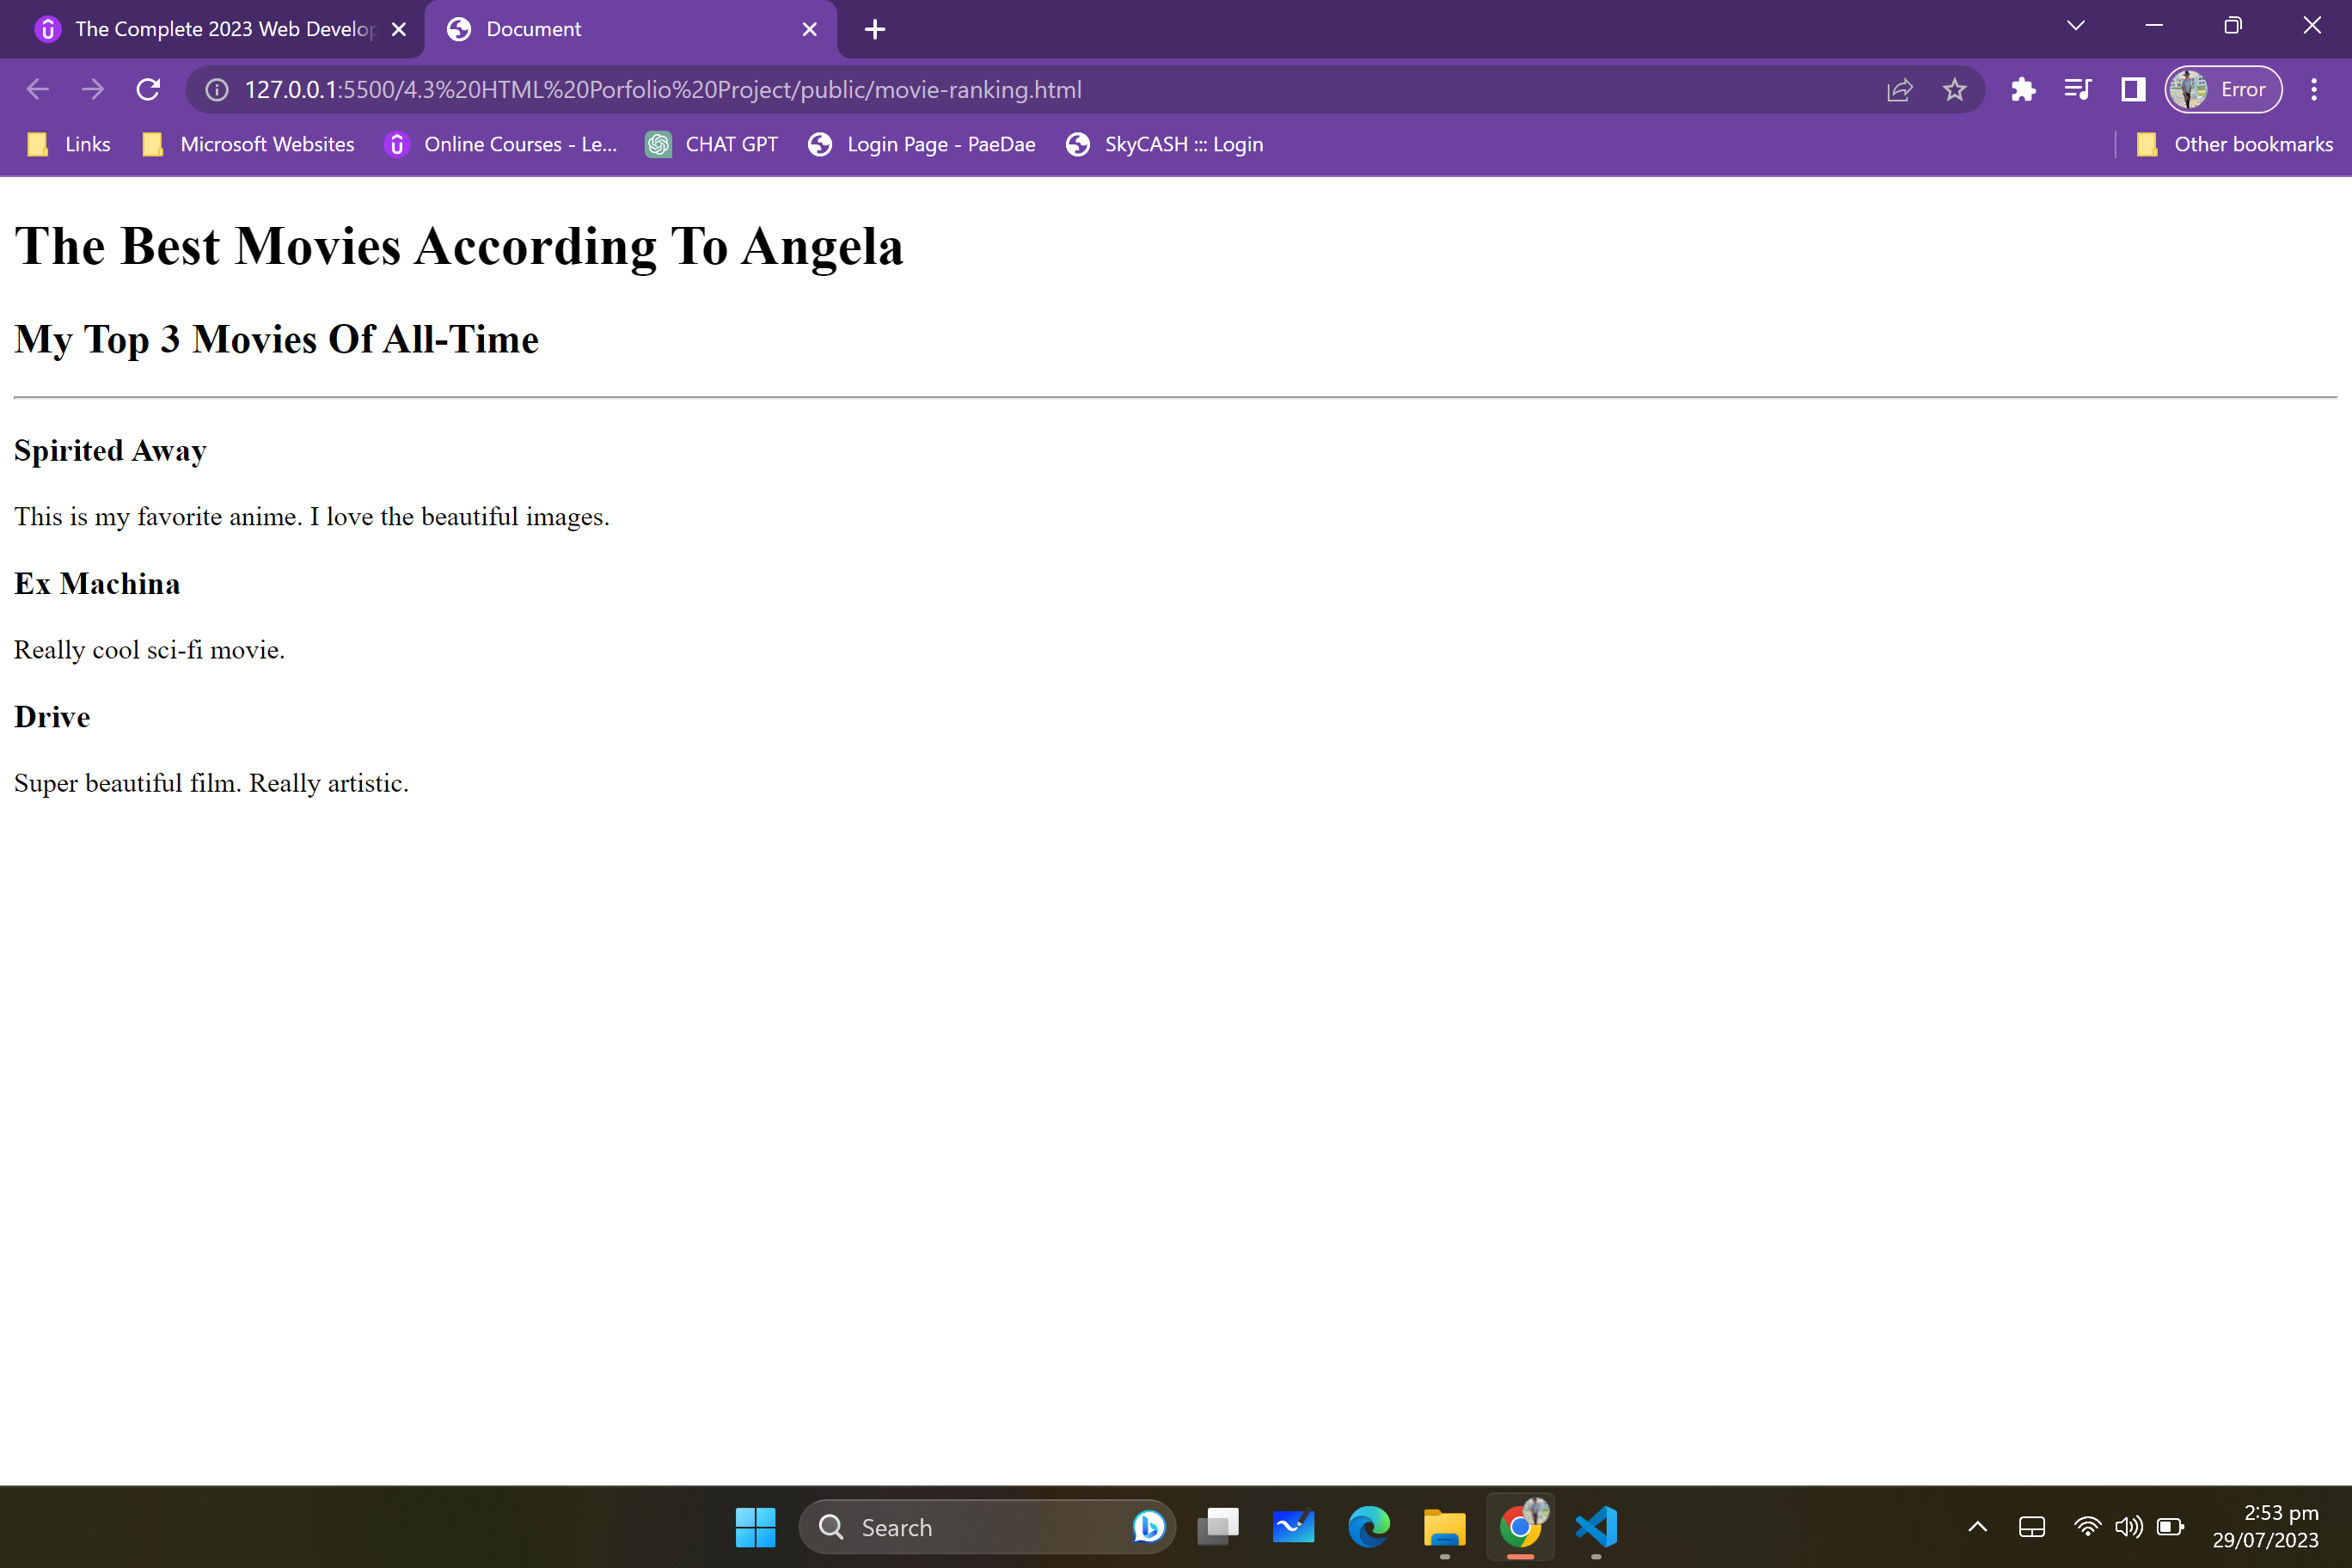 The Complete 2023 Web Develop
Document
127.0.0.1:5500/4.3%20HTML%20Porfolio%20Project/public/movie-ranking.html
Error
Links
Microsoft Websites
Online Courses - Le...
CHAT GPT
Login Page - PaeDae
SkyCASH ::: Login
Other bookmarks
The Best Movies According To Angela
My Top 3 Movies Of All-Time
Spirited Away
This is my favorite anime. I love the beautiful images.
Ex Machina
Really cool sci-fi movie.
Drive
Super beautiful film. Really artistic.
Search
2:53 pm
29/07/2023